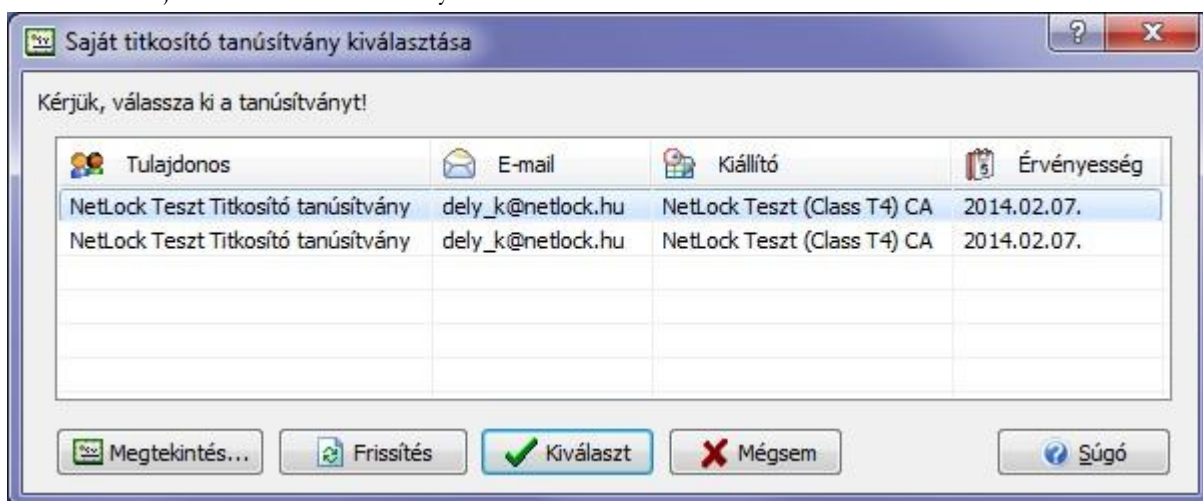 Saját titkosító tanúsítvány kiválasztása
Kérjük, válassza ki a tanúsítványt!
Tulajdonos E-mail Kiállító Érvényesség
NetLock Teszt Titkosító tanúsítvány dely_k@netlock.hu NetLock Teszt (Class T4) CA 2014.02.07.
NetLock Teszt Titkosító tanúsítvány dely_k@netlock.hu NetLock Teszt (Class T4) CA 2014.02.07.
Megtekintés... Frissítés Kiválaszt Mégsem Súgó